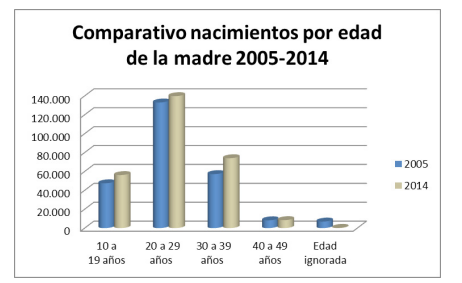 Comparativo nacimientos por edad
de la madre 2005-2014
140.000
120.000
100.000
80.000
60.000
40.000
20.000
0
10 a
19 años
20 a 29
años
30 a 39
años
40 a 49
años
Edad
ignorada
2005
2014